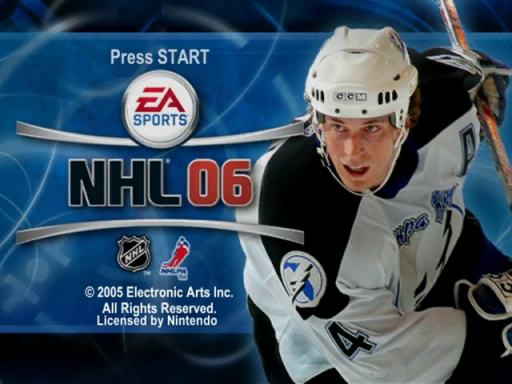 Press START
EA
SPORTS
NHL 06
NHL
NHLPA
© 2005 Electronic Arts Inc.
All Rights Reserved.
Licensed by Nintendo
CCM
4